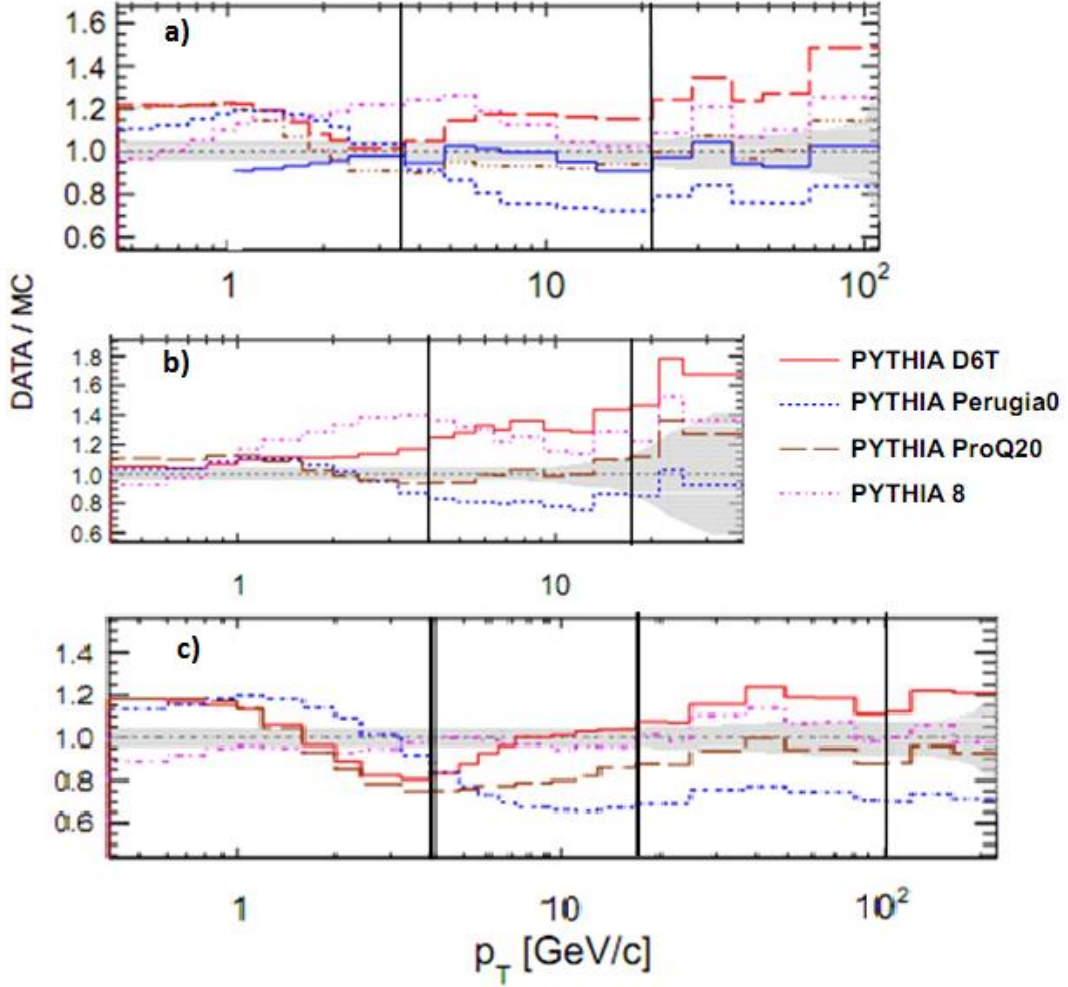 a)
1.6
1.4
1.2
1.0
0.8
0.6
1
10
10²
DATA / MC
b)
1.8
1.6
1.4
1.2
1.0
0.8
0.6
1
10
PYTHIA D6T
PYTHIA Perugia0
PYTHIA ProQ20
PYTHIA 8
c)
1.4
1.2
1.0
0.8
0.6
1
10
10²
p_T [GeV/c]